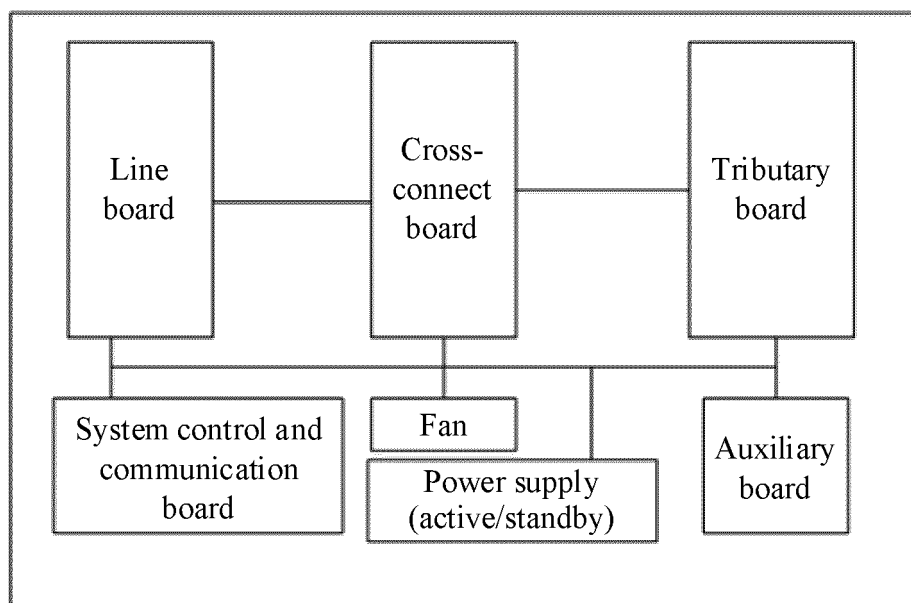 Line
board
Cross-
connect
board
Tributary
board
System control and
communication
board
Fan
Power supply
(active/standby)
Auxiliary
board